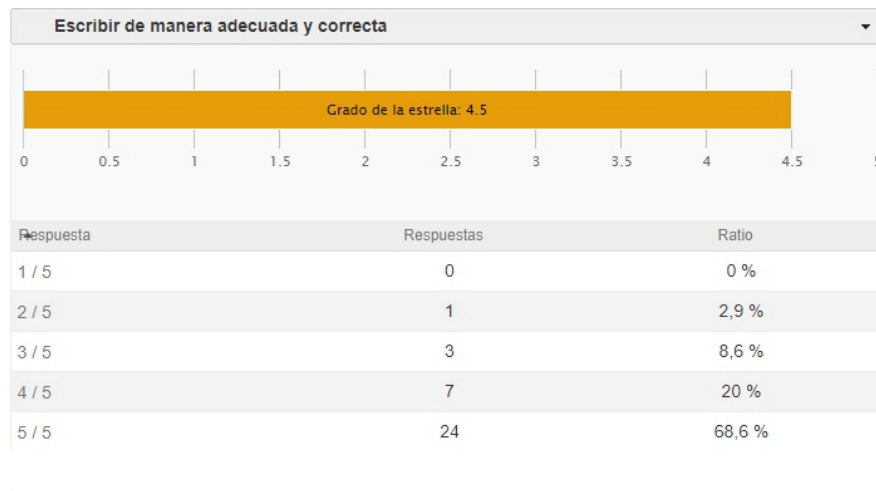 Escribir de manera adecuada y correcta
Grado de la estrella: 4.5
0 0.5 1 1.5 2 2.5 3 3.5 4 4.5
Respuesta Respuestas Ratio
1 / 5 0 0 %
2 / 5 1 2,9 %
3 / 5 3 8,6 %
4 / 5 7 20 %
5 / 5 24 68,6 %